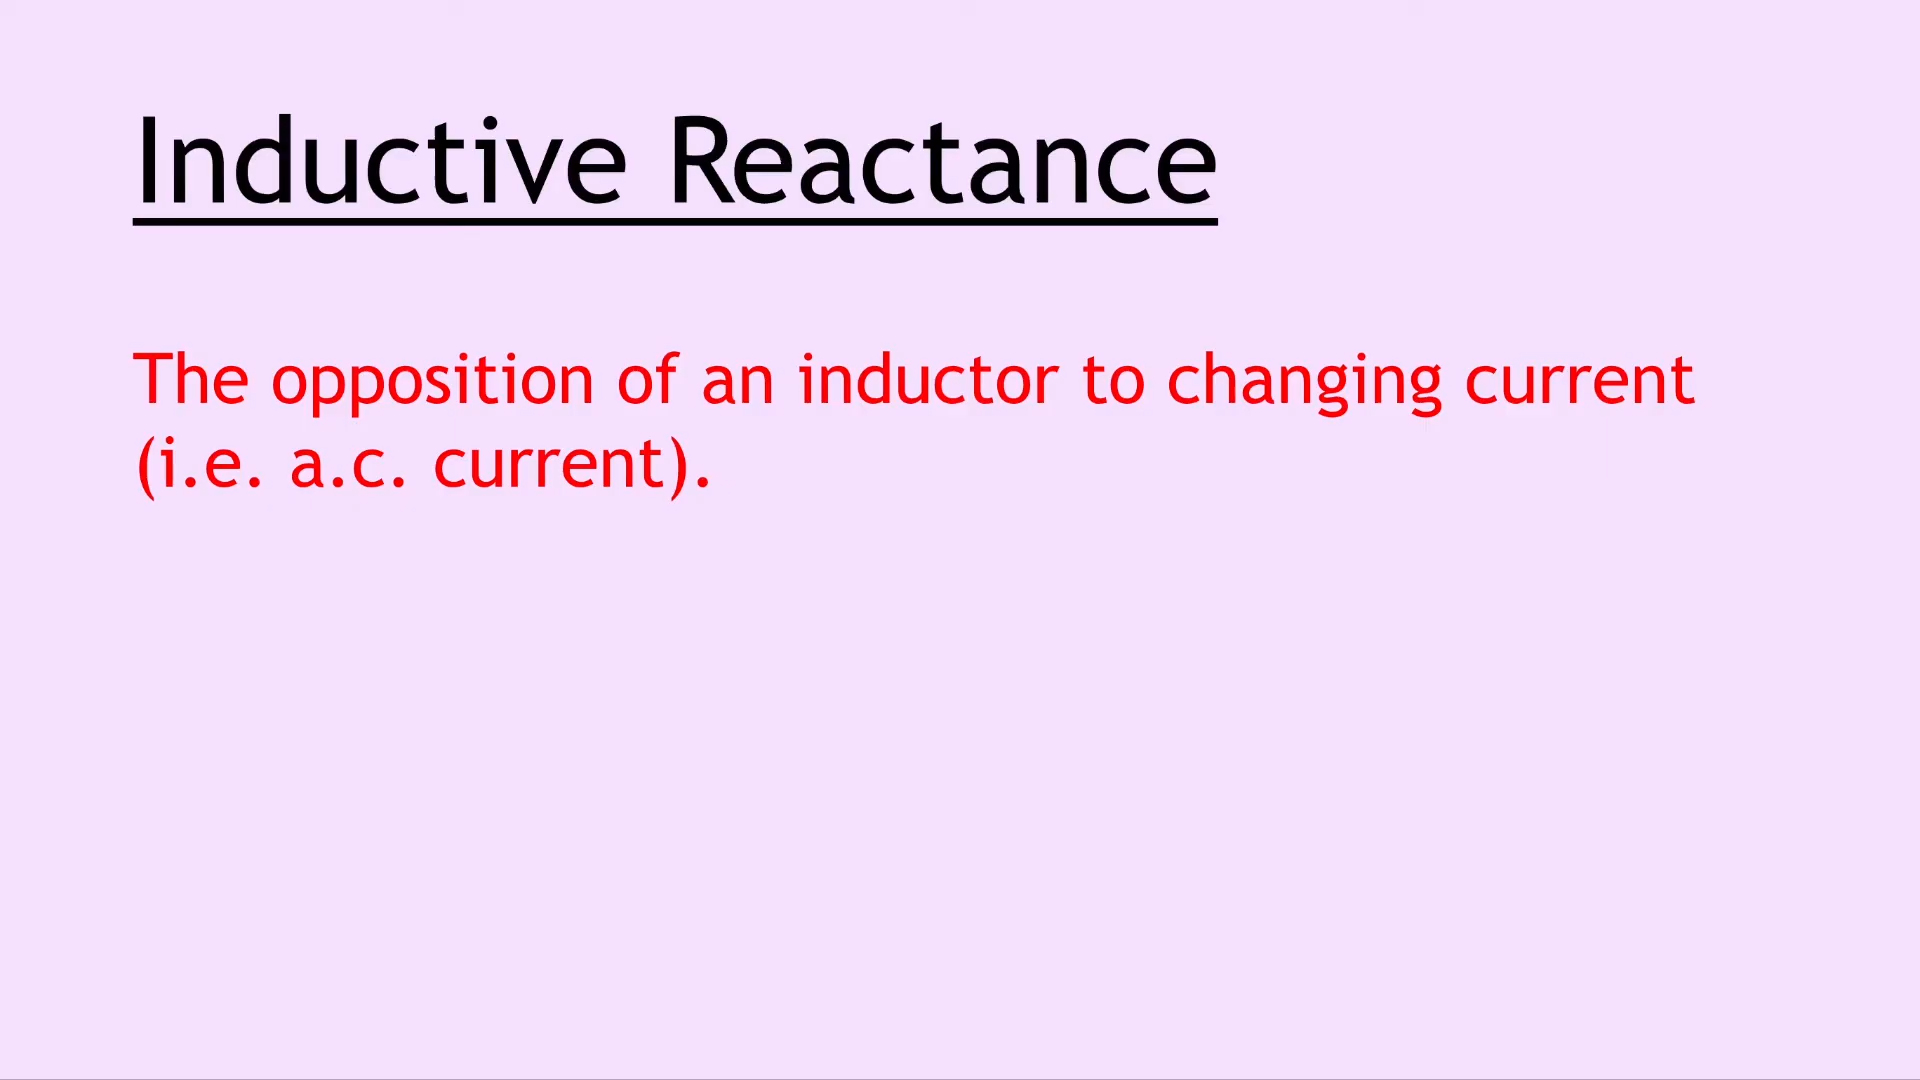 Inductive Reactance
The opposition of an inductor to changing current
(i.e. a.c. current).